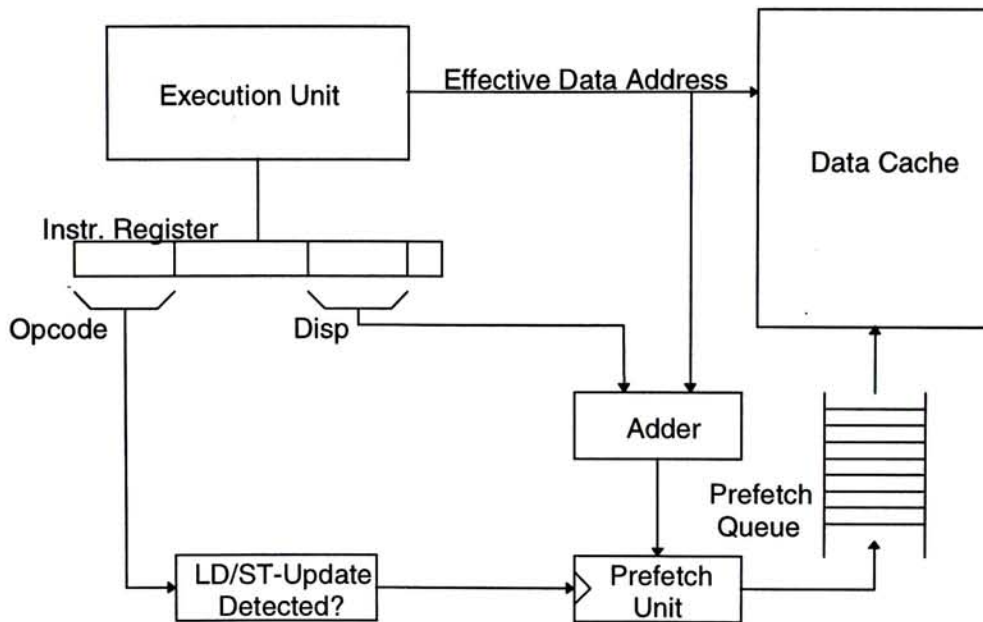 Execution Unit
Effective Data Address
Data Cache
Instr. Register
Opcode
Disp
Adder
Prefetch
Queue
LD/ST-Update
Detected?
Prefetch
Unit